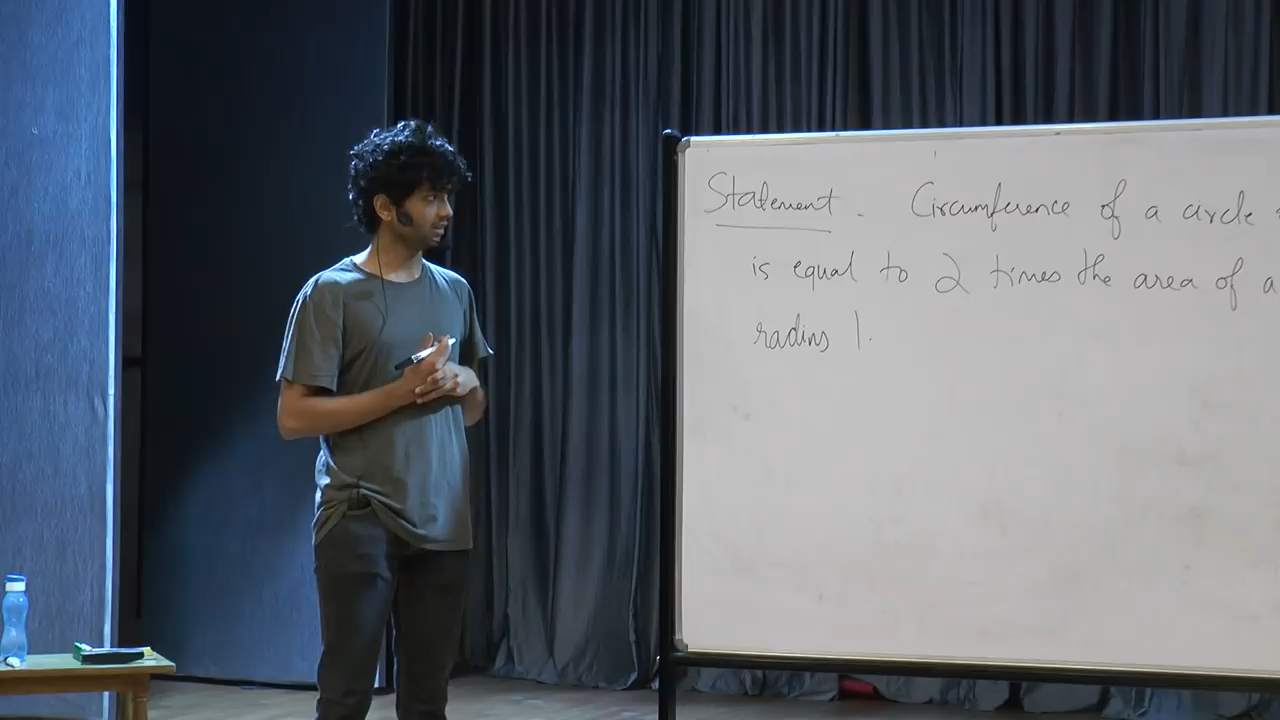 Statement. Circumference of a circle
is equal to 2 times the area of a
radius 1.